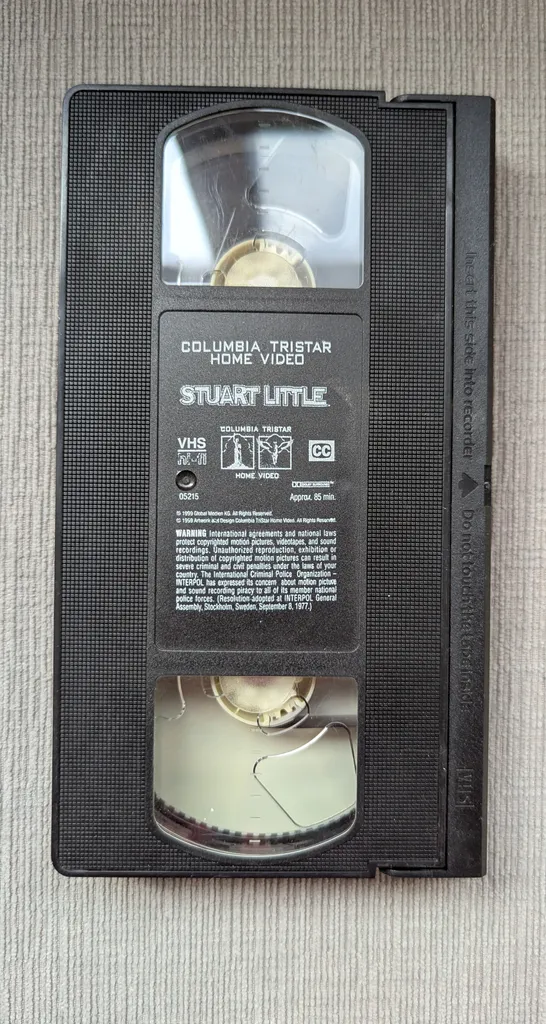 COLUMBIA TRISTAR
HOME VIDEO
STUART LITTLE
COLUMBIA TRISTAR
VHS
hi-fi
CC
HOME VIDEO
05215
Approx. 85 min.
© 1999 Global Medien KG. All Rights Reserved.
Artwork and Design Columbia TriStar Home Video. All Rights Reserved.
WARNING International agreements and national laws
protect copyrighted motion pictures, videotapes, and sound
recordings. Unauthorized reproduction, exhibition or
distribution of copyrighted motion pictures can result in
severe criminal and civil penalties under the laws of your
country. The International Criminal Police Organization –
INTERPOL has expressed its concern about motion picture
and sound recording piracy to all of its member national
police forces. (Resolution adopted at INTERPOL General
Assembly, Stockholm, Sweden, September 8, 1977.)
Insert this side into recorder
Do not touch the tape inside
VHS